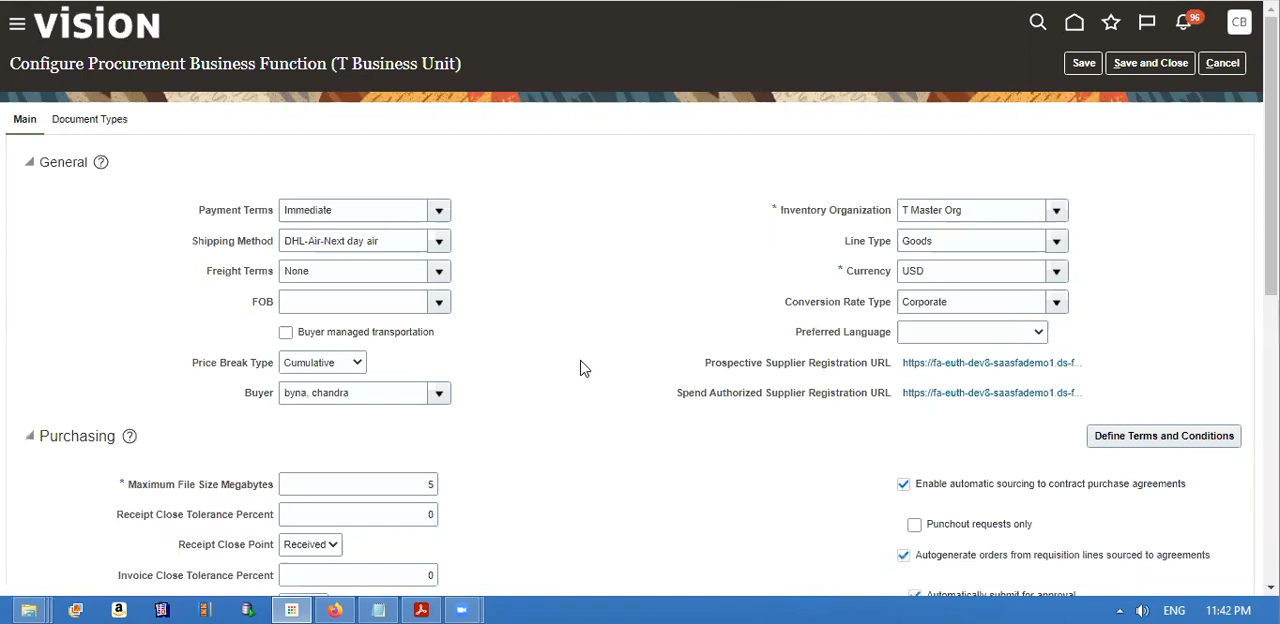 vision
96
CB
Configure Procurement Business Function (T Business Unit)
Save
Save and Close
Cancel
Main
Document Types
General
Payment Terms Immediate
Shipping Method DHL-Air-Next day air
Freight Terms None
FOB
Buyer managed transportation
Price Break Type Cumulative
Buyer byna, chandra
* Inventory Organization T Master Org
Line Type Goods
* Currency USD
Conversion Rate Type Corporate
Preferred Language
Prospective Supplier Registration URL https://fa-euth-dev8-saasfademo1.ds-f...
Spend Authorized Supplier Registration URL https://fa-euth-dev8-saasfademo1.ds-f...
Purchasing
Define Terms and Conditions
* Maximum File Size Megabytes 5
Receipt Close Tolerance Percent 0
Receipt Close Point Received
Invoice Close Tolerance Percent 0
Enable automatic sourcing to contract purchase agreements
Punchout requests only
Autogenerate orders from requisition lines sourced to agreements
Automatically submit for approval
ENG
11:42 PM